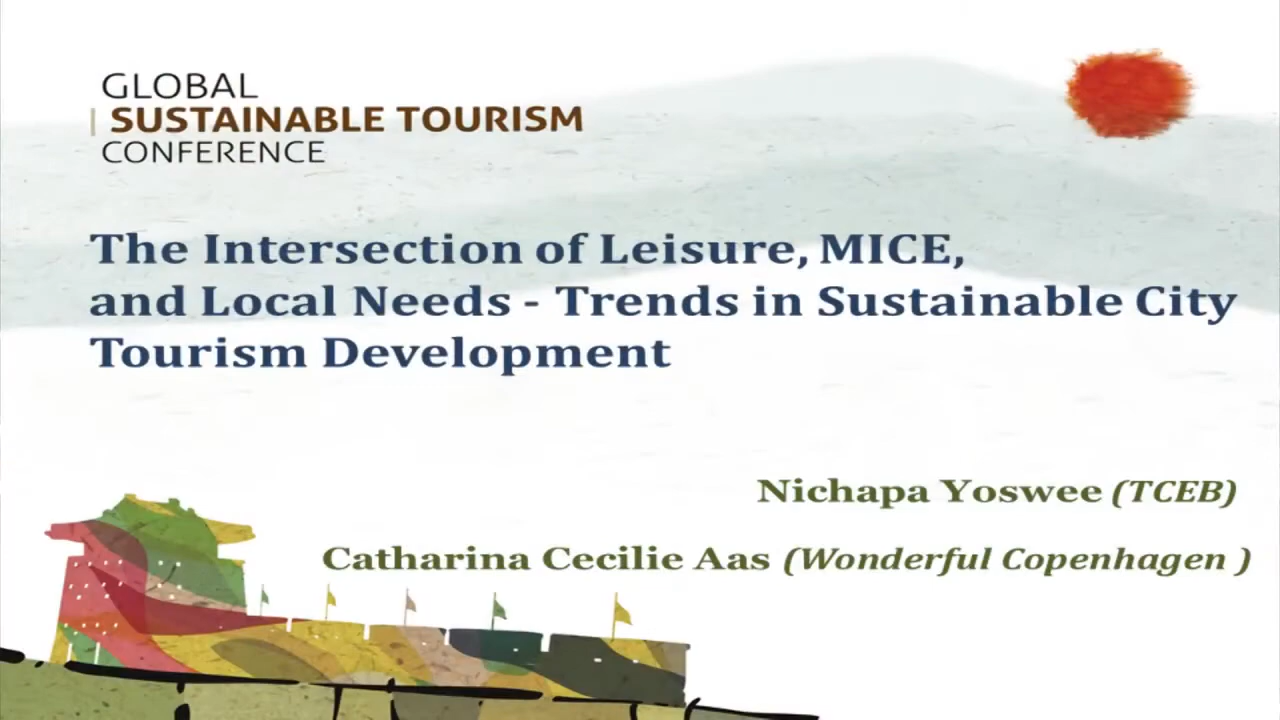 GLOBAL
SUSTAINABLE TOURISM
CONFERENCE
The Intersection of Leisure, MICE,
and Local Needs - Trends in Sustainable City
Tourism Development
Nichapa Yoswee (TCEB)
Catharina Cecilie Aas (Wonderful Copenhagen )